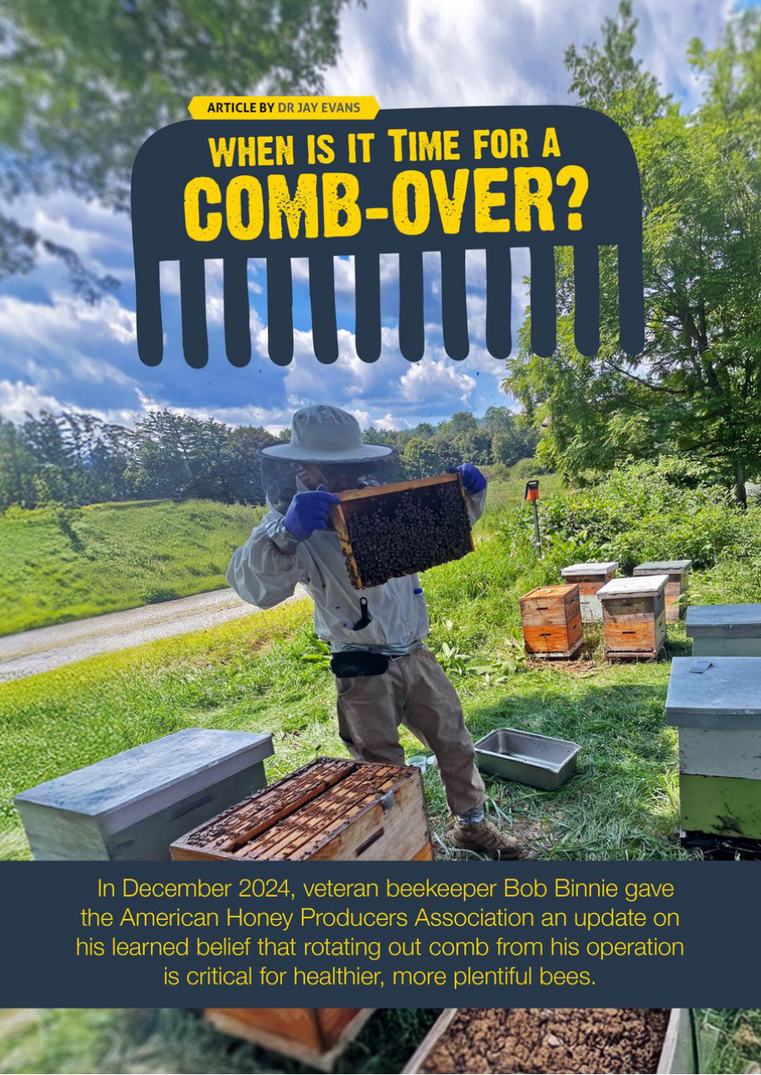 ARTICLE BY DR JAY EVANS
WHEN IS IT TIME FOR A
COMB-OVER?
In December 2024, veteran beekeeper Bob Binnie gave
the American Honey Producers Association an update on
his learned belief that rotating out comb from his operation
is critical for healthier, more plentiful bees.